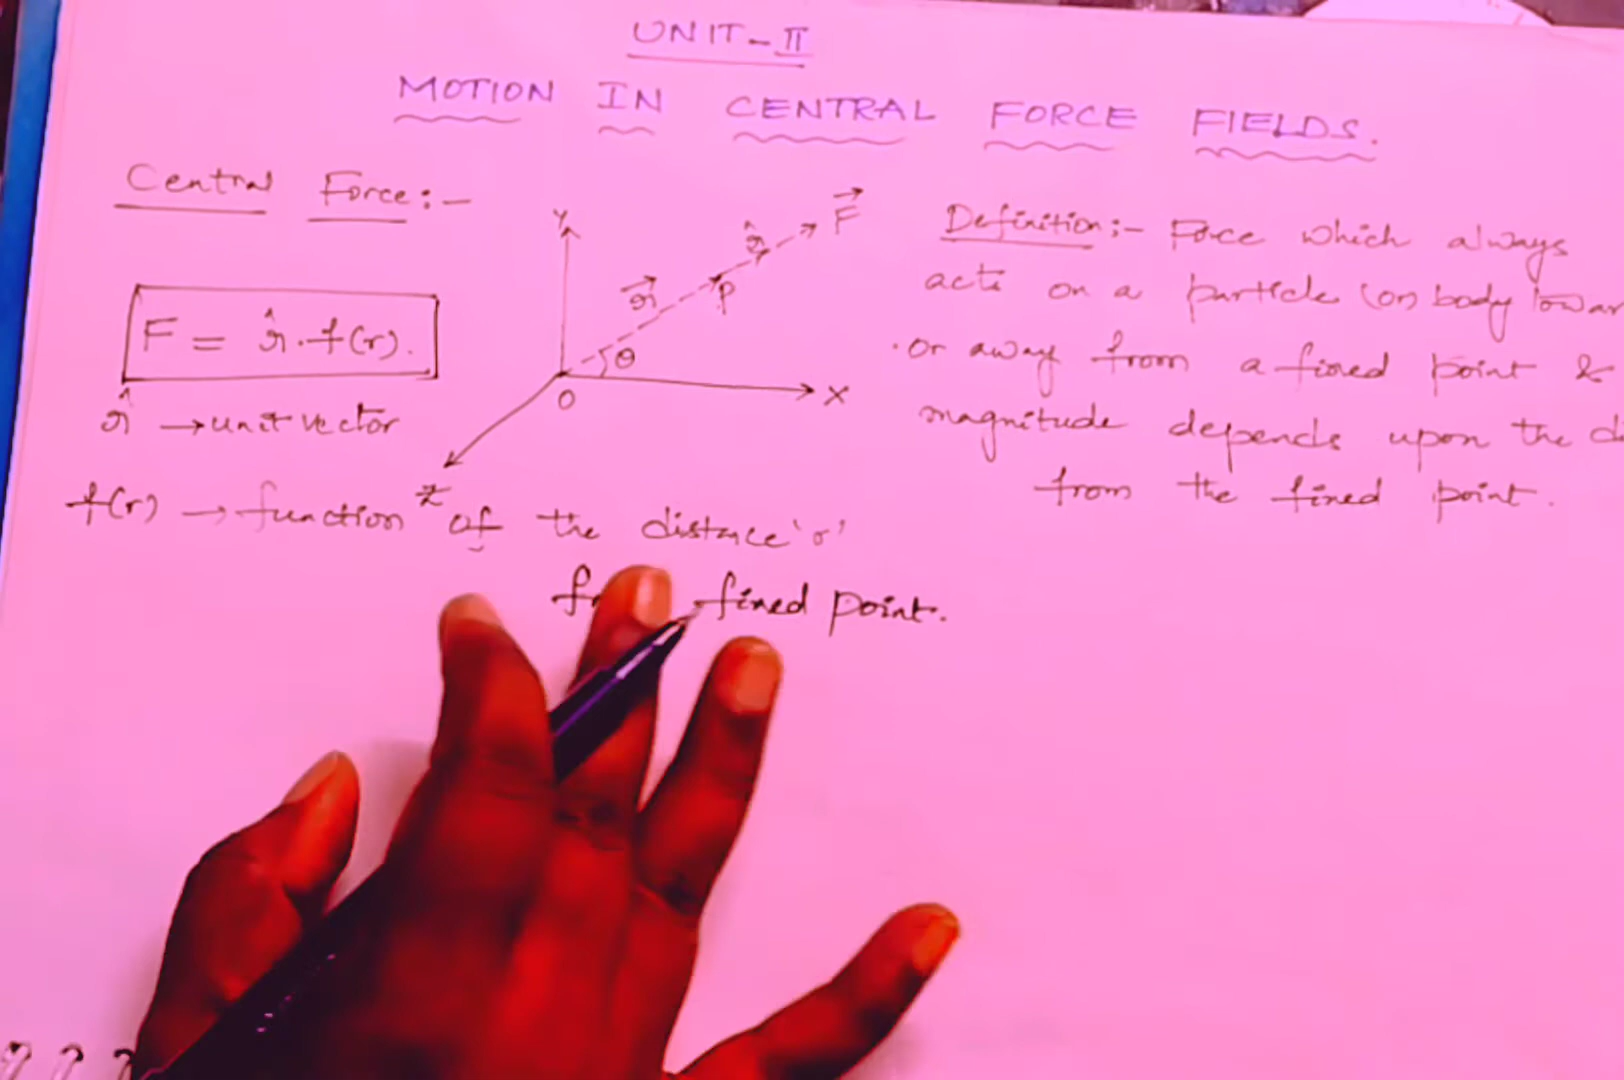 UNIT-II
MOTION IN CENTRAL FORCE FIELDS.
Central Force:-
F = r̂.f(r).
r̂ → unit vector
f(r) → function of the distance 'r'
fixed point.
Y
r⃗
P
r̂
F⃗
θ
O
X
Z
Definition:- Force which always
acts on a particle (or) body
or away from a fixed point &
magnitude depends upon the
from the fixed point.